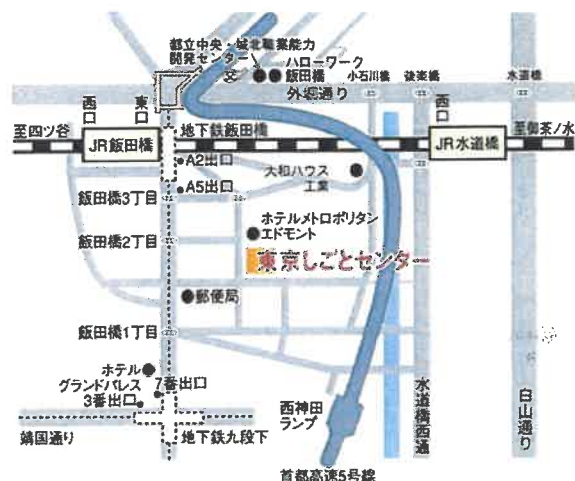 都立中央・城北職業能力
開発センター
ハローワーク
飯田橋
小石川橋
後楽橋
水道橋
外堀通り
西口
東口
地下鉄飯田橋
西口
至四ツ谷
JR飯田橋
JR水道橋
至御茶ノ水
A2出口
大和ハウス
工業
A5出口
飯田橋3丁目
ホテルメトロポリタン
エドモント
飯田橋2丁目
東京しごとセンター
郵便局
飯田橋1丁目
ホテル
グランドパレス
7番出口
3番出口
西神田
ランプ
水道橋西通
白山通り
靖国通り
地下鉄九段下
首都高速5号線